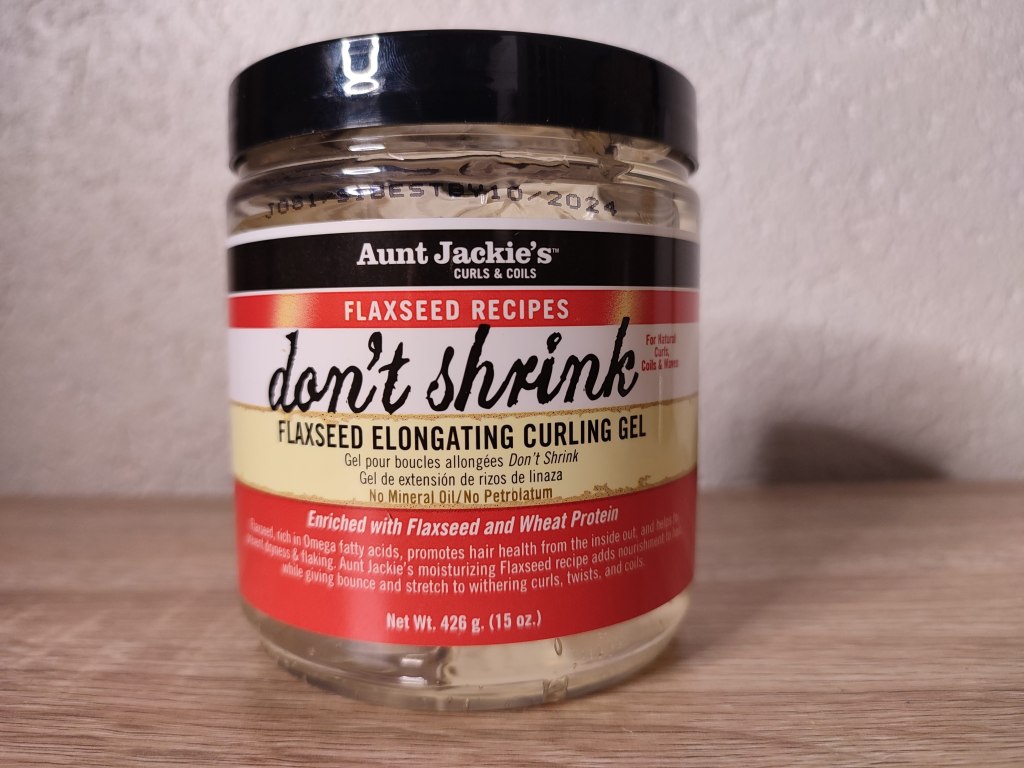 BEST BY 10/2024
Aunt Jackie's™
CURLS & COILS
FLAXSEED RECIPES
don't shrink
For Natural
Curls,
Coils & Waves
FLAXSEED ELONGATING CURLING GEL
Gel pour boucles allongées Don't Shrink
Gel de extensión de rizos de linaza
No Mineral Oil/No Petrolatum
Enriched with Flaxseed and Wheat Protein
Flaxseed, rich in Omega fatty acids, promotes hair health from the inside out, and helps to
dryness & flaking. Aunt Jackie's moisturizing Flaxseed recipe adds nourishment to
while giving bounce and stretch to withering curls, twists, and coils.
Net Wt. 426 g. (15 oz.)